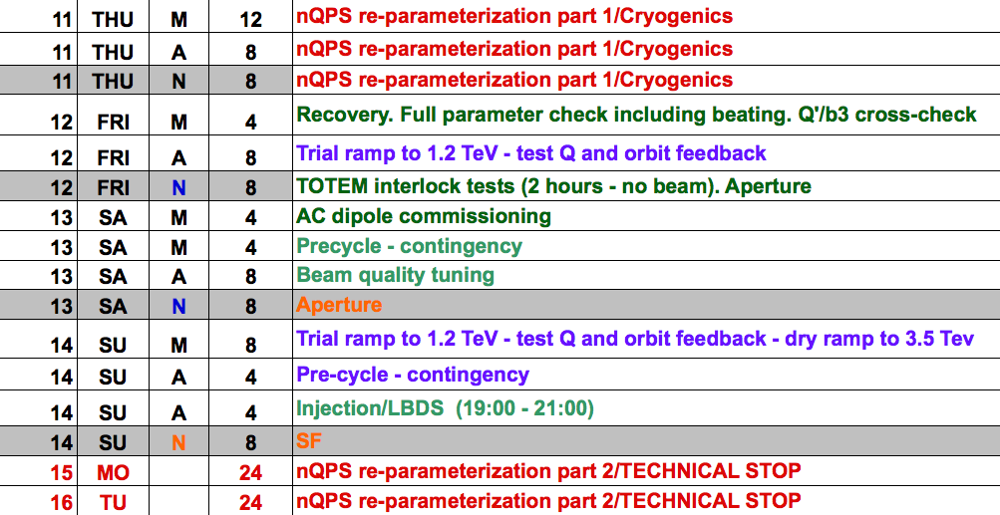 11 THU M 12 nQPS re-parameterization part 1/Cryogenics
11 THU A 8 nQPS re-parameterization part 1/Cryogenics
11 THU N 8 nQPS re-parameterization part 1/Cryogenics
12 FRI M 4 Recovery. Full parameter check including beating. Q'/b3 cross-check
12 FRI A 8 Trial ramp to 1.2 TeV - test Q and orbit feedback
12 FRI N 8 TOTEM interlock tests (2 hours - no beam). Aperture
13 SA M 4 AC dipole commissioning
13 SA M 4 Precycle - contingency
13 SA A 8 Beam quality tuning
13 SA N 8 Aperture
14 SU M 8 Trial ramp to 1.2 TeV - test Q and orbit feedback - dry ramp to 3.5 Tev
14 SU A 4 Pre-cycle - contingency
14 SU A 4 Injection/LBDS (19:00 - 21:00)
14 SU N 8 SF
15 MO 24 nQPS re-parameterization part 2/TECHNICAL STOP
16 TU 24 nQPS re-parameterization part 2/TECHNICAL STOP